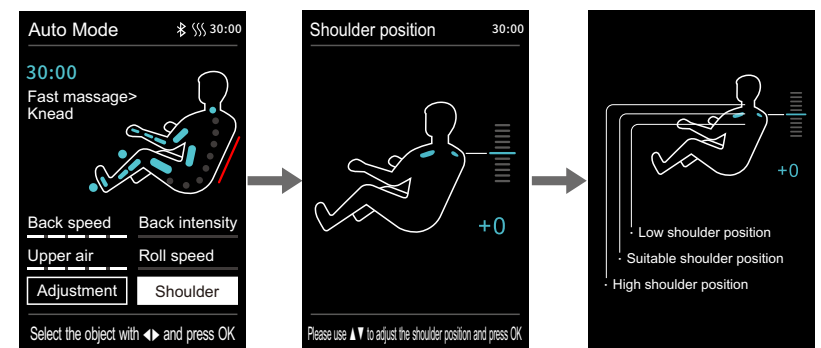 Auto Mode 30:00
30:00
Fast massage>
Knead
Back speed Back intensity
Upper air Roll speed
Adjustment Shoulder
Select the object with ◀▶ and press OK
Shoulder position 30:00
+0
Please use ▲▼ to adjust the shoulder position and press OK
+0
· Low shoulder position
· Suitable shoulder position
· High shoulder position